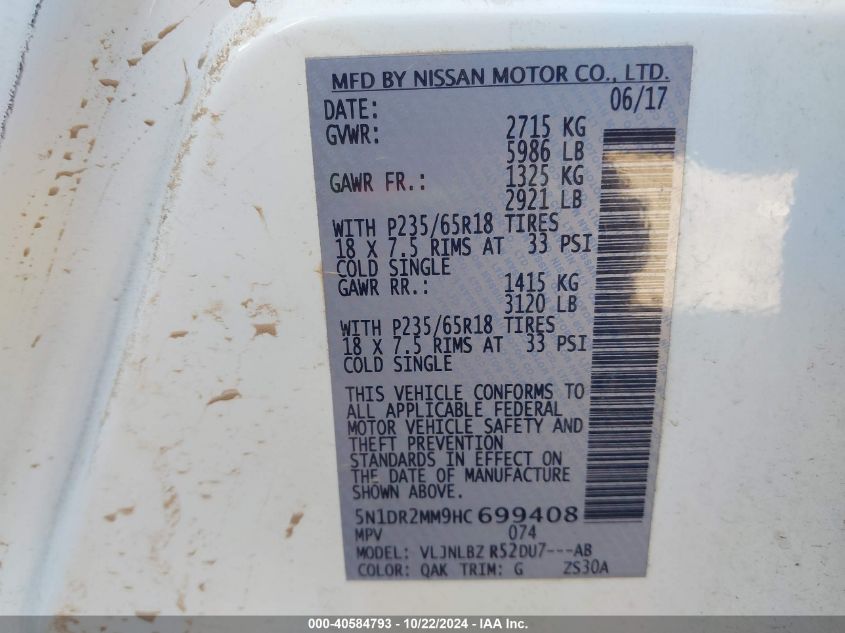 MFD BY NISSAN MOTOR CO., LTD.
DATE: 06/17
GVWR: 2715 KG
5986 LB
GAWR FR.: 1325 KG
2921 LB
WITH P235/65R18 TIRES
18 X 7.5 RIMS AT 33 PSI
COLD SINGLE
GAWR RR.: 1415 KG
3120 LB
WITH P235/65R18 TIRES
18 X 7.5 RIMS AT 33 PSI
COLD SINGLE
THIS VEHICLE CONFORMS TO
ALL APPLICABLE FEDERAL
MOTOR VEHICLE SAFETY AND
THEFT PREVENTION
STANDARDS IN EFFECT ON
THE DATE OF MANUFACTURE
SHOWN ABOVE.
5N1DR2MM9HC699408
MPV 074
MODEL: VLJNLBZ R52DU7---AB
COLOR: QAK TRIM: G ZS30A
000-40584793 - 10/22/2024 - IAA Inc.